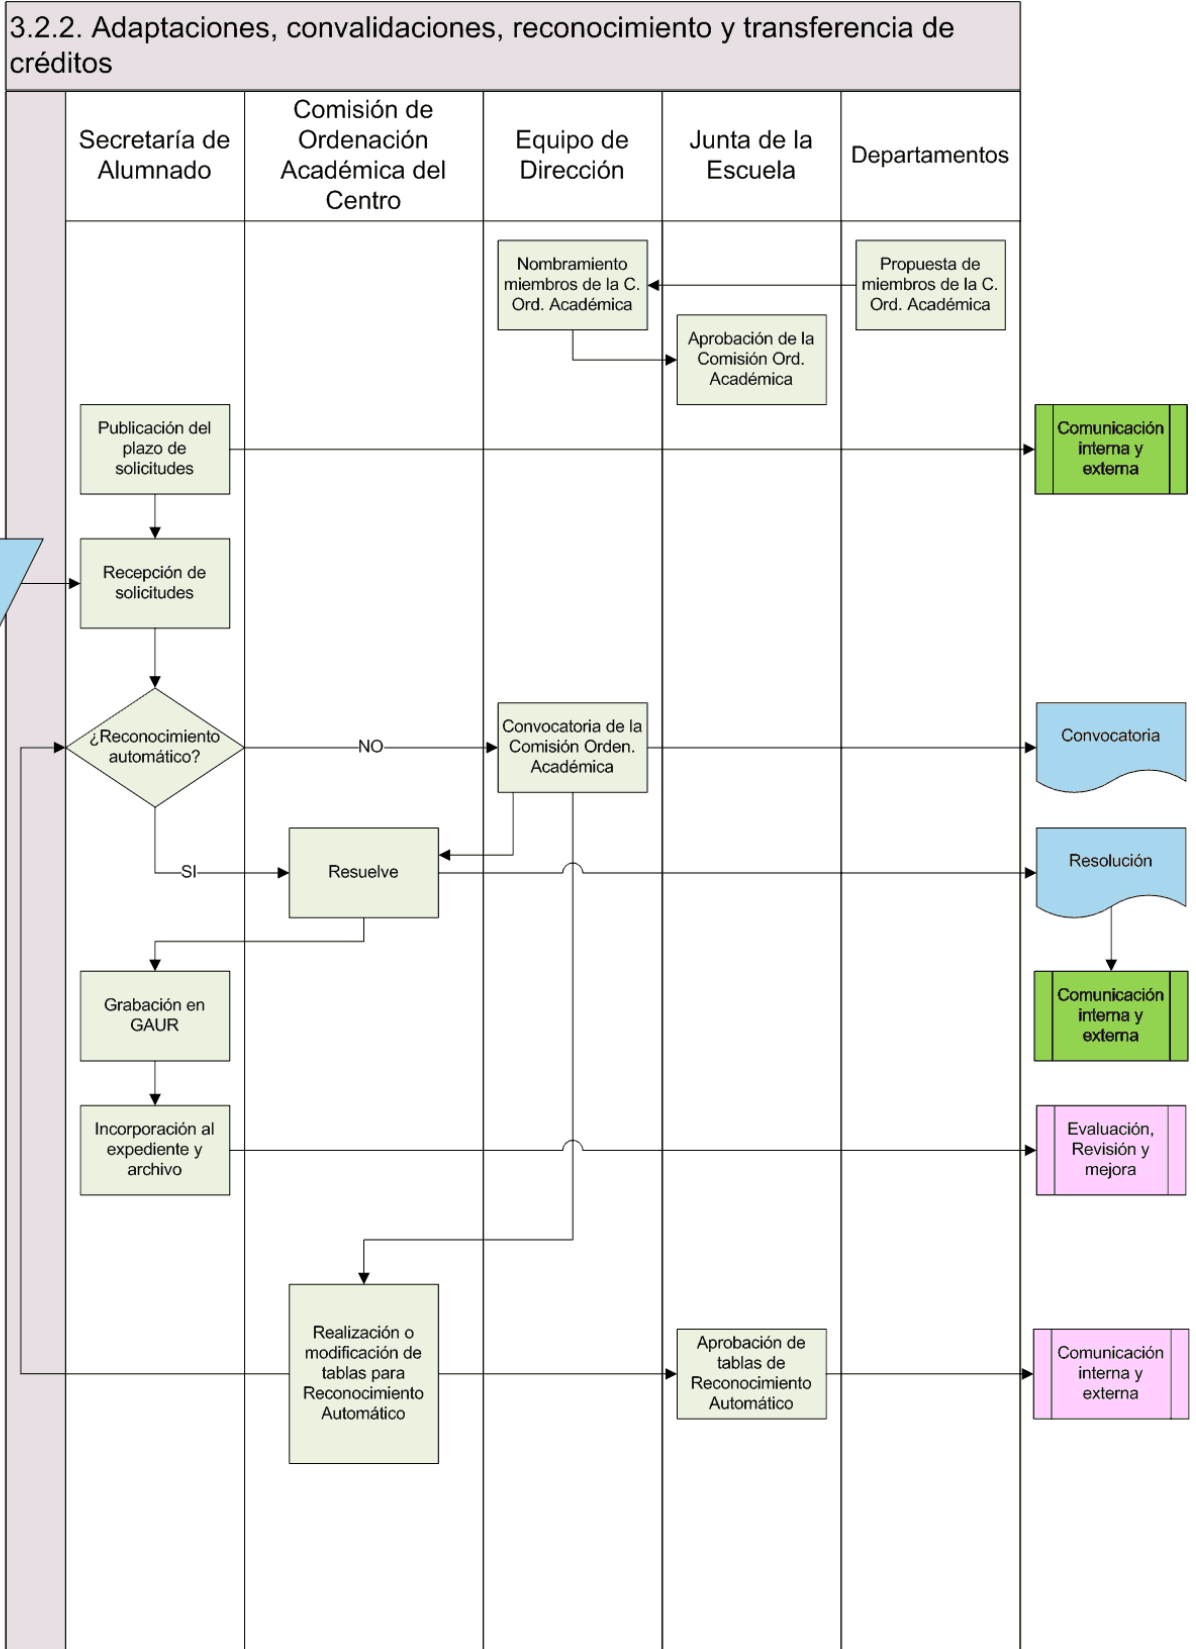 3.2.2. Adaptaciones, convalidaciones, reconocimiento y transferencia de
créditos
Secretaría de
Alumnado
Comisión de
Ordenación
Académica del
Centro
Equipo de
Dirección
Junta de la
Escuela
Departamentos
Nombramiento
miembros de la C.
Ord. Académica
Propuesta de
miembros de la C.
Ord. Académica
Aprobación de la
Comisión Ord.
Académica
Publicación del
plazo de
solicitudes
Comunicación
interna y
externa
Recepción de
solicitudes
¿Reconocimiento
automático?
NO
Convocatoria de la
Comisión Orden.
Académica
Convocatoria
SI
Resuelve
Resolución
Grabación en
GAUR
Comunicación
interna y
externa
Incorporación al
expediente y
archivo
Evaluación,
Revisión y
mejora
Realización o
modificación de
tablas para
Reconocimiento
Automático
Aprobación de
tablas de
Reconocimiento
Automático
Comunicación
interna y
externa